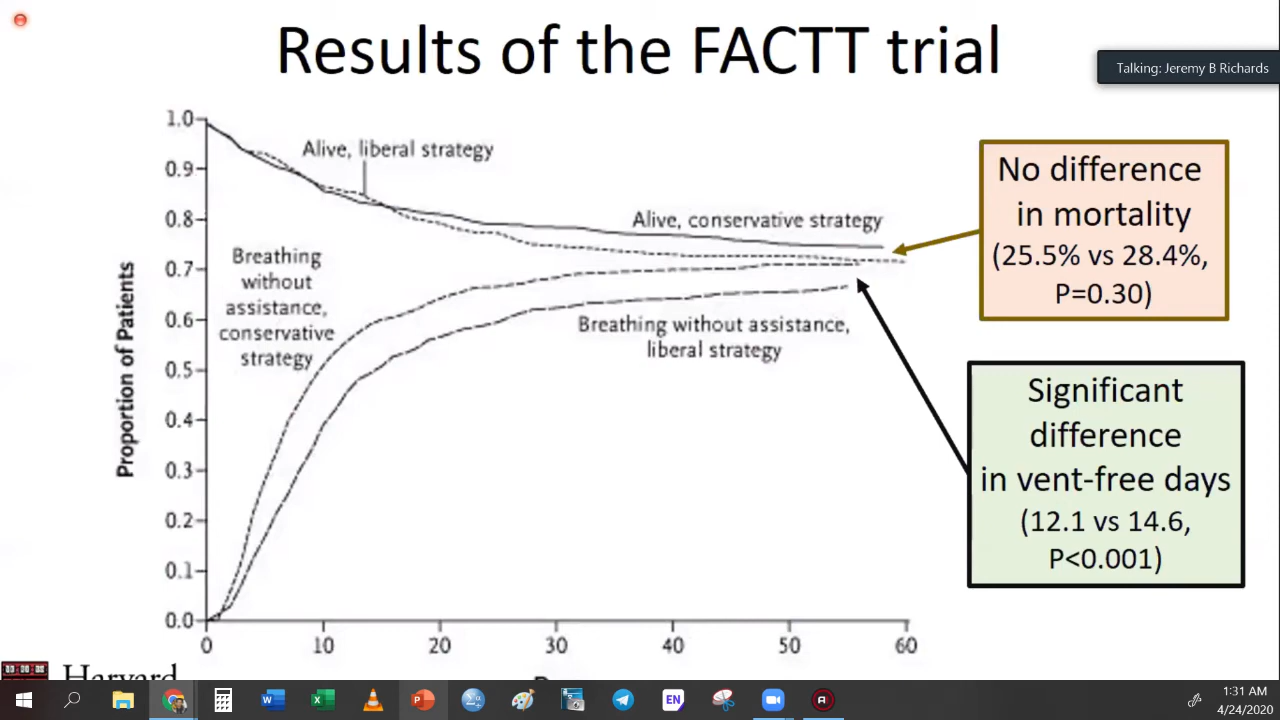 Results of the FACTT trial
Talking: Jeremy B Richards
1.0
0.9
0.8
0.7
0.6
0.5
0.4
0.3
0.2
0.1
0.0
Proportion of Patients
Alive, liberal strategy
Alive, conservative strategy
Breathing
without
assistance,
conservative
strategy
Breathing without assistance,
liberal strategy
0 10 20 30 40 50 60
No difference
in mortality
(25.5% vs 28.4%,
P=0.30)
Significant
difference
in vent-free days
(12.1 vs 14.6,
P<0.001)
Harvard
EN
1:31 AM
4/24/2020